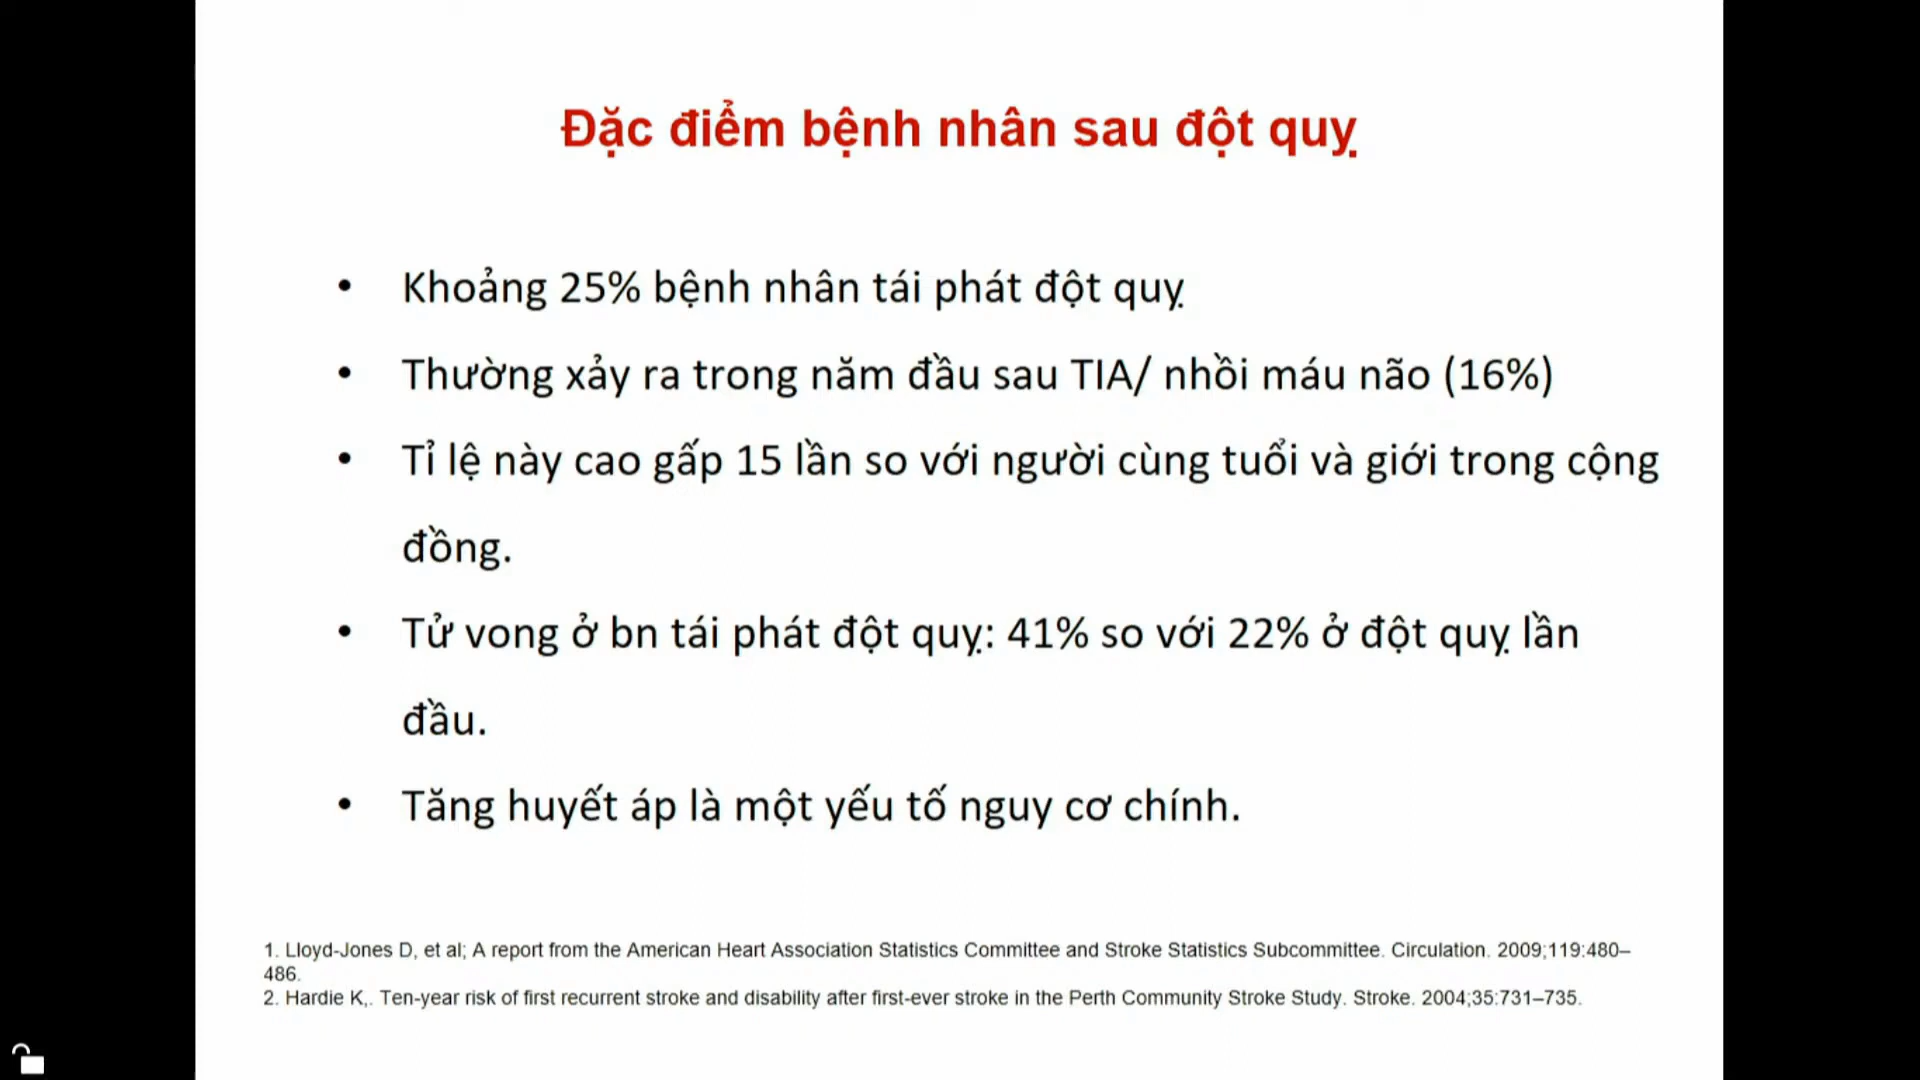 Đặc điểm bệnh nhân sau đột quỵ
• Khoảng 25% bệnh nhân tái phát đột quỵ
• Thường xảy ra trong năm đầu sau TIA/ nhồi máu não (16%)
• Tỉ lệ này cao gấp 15 lần so với người cùng tuổi và giới trong cộng
đồng.
• Tử vong ở bn tái phát đột quỵ: 41% so với 22% ở đột quỵ lần
đầu.
• Tăng huyết áp là một yếu tố nguy cơ chính.
1. Lloyd-Jones D, et al; A report from the American Heart Association Statistics Committee and Stroke Statistics Subcommittee. Circulation. 2009;119:480–
486.
2. Hardie K,. Ten-year risk of first recurrent stroke and disability after first-ever stroke in the Perth Community Stroke Study. Stroke. 2004;35:731–735.